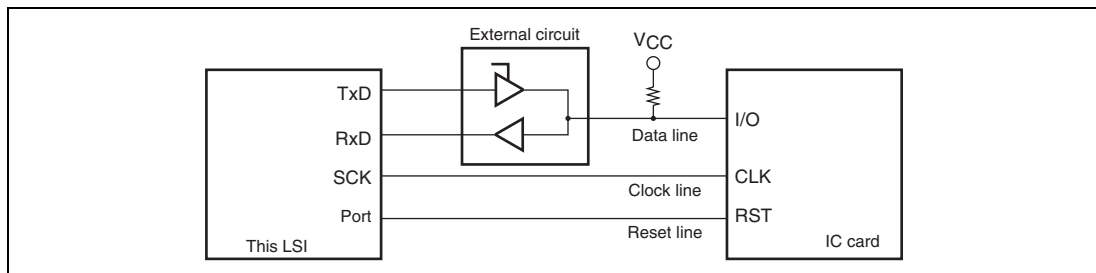 External circuit
VCC
TxD
RxD
SCK
Port
This LSI
Data line
Clock line
Reset line
I/O
CLK
RST
IC card